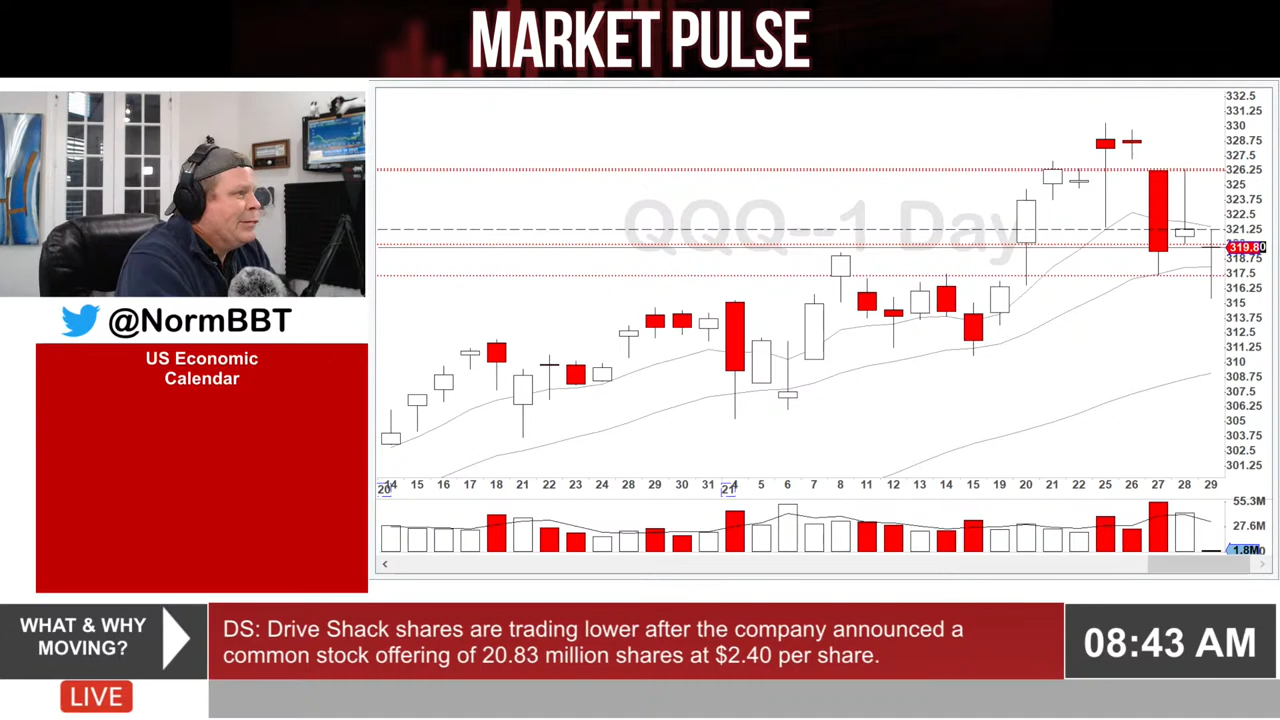 MARKET PULSE
@NormBBT
US Economic
Calendar
QQQ--1 Day
332.5
331.25
330
328.75
327.5
326.25
325
323.75
322.5
321.25
319.80
318.75
317.5
316.25
315
313.75
312.5
311.25
310
308.75
307.5
306.25
305
303.75
302.5
301.25
14 15 16 17 18 21 22 23 24 28 29 30 31 4 5 6 7 8 11 12 13 14 15 19 20 21 22 25 26 27 28 29
20 21
55.3M
27.6M
1.8M
WHAT & WHY
MOVING?
DS: Drive Shack shares are trading lower after the company announced a
common stock offering of 20.83 million shares at $2.40 per share.
08:43 AM
LIVE